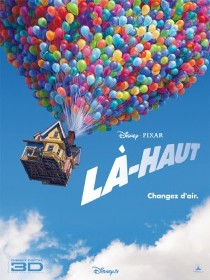 Disney · PIXAR
LÀ-HAUT
Changez d'air.
3D
Disney.fr